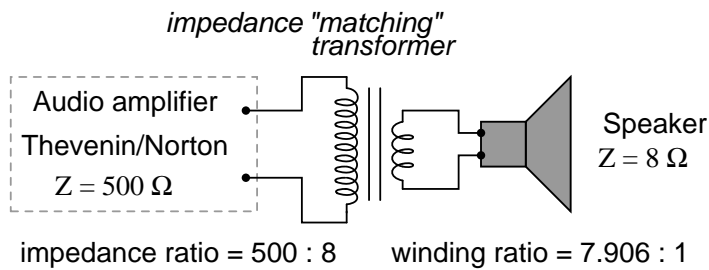 impedance "matching"
transformer
Audio amplifier
Thevenin/Norton
Z = 500 Ω
Speaker
Z = 8 Ω
impedance ratio = 500 : 8
winding ratio = 7.906 : 1